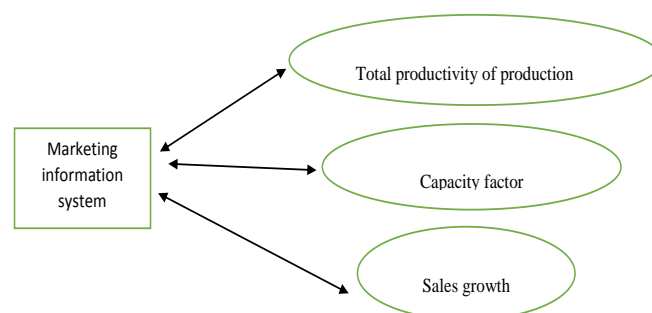 Total productivity of production
Marketing
information
system
Capacity factor
Sales growth